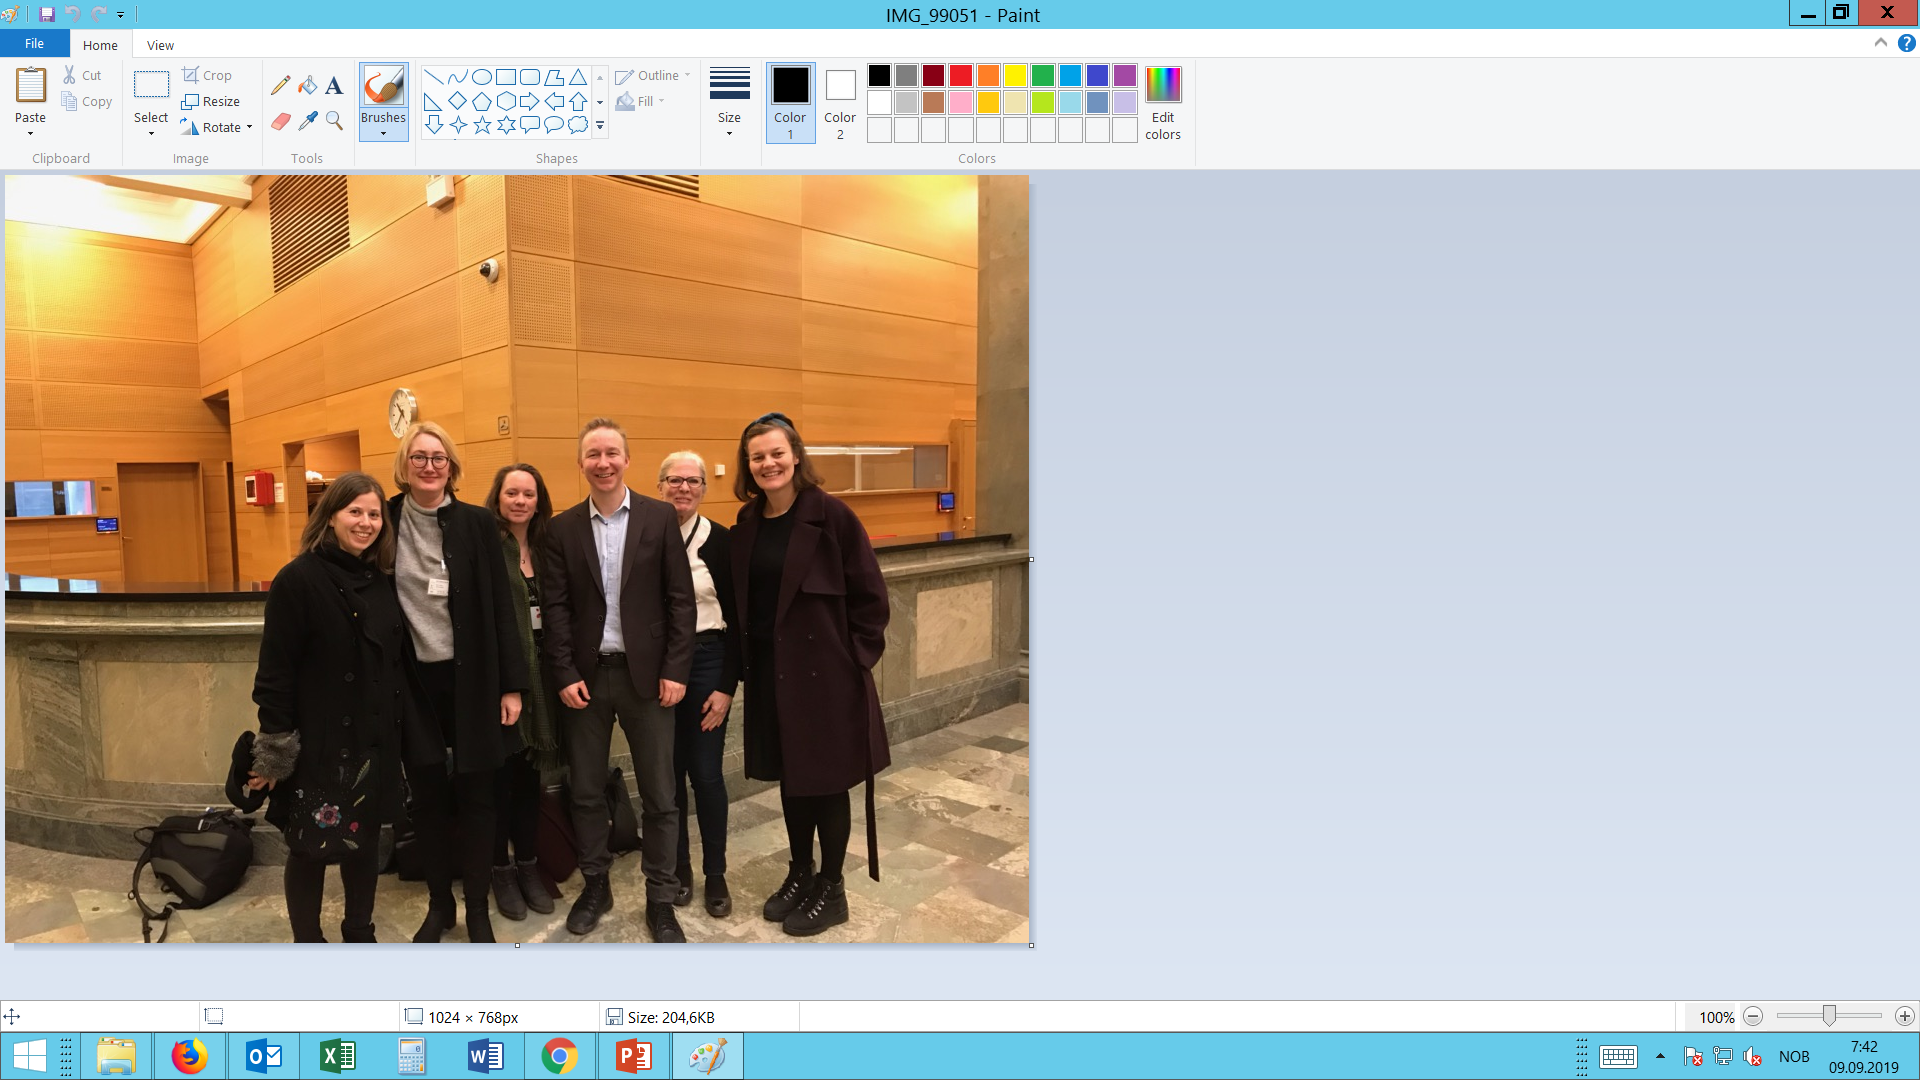 IMG_99051 - Paint
File
Home
View
Paste
Cut
Copy
Clipboard
Select
Crop
Resize
Rotate
Image
A
Tools
Brushes
Outline
Fill
Shapes
Size
Color
1
Color
2
Edit
colors
Colors
1024 × 768px
Size: 204,6KB
100%
NOB
7:42
09.09.2019